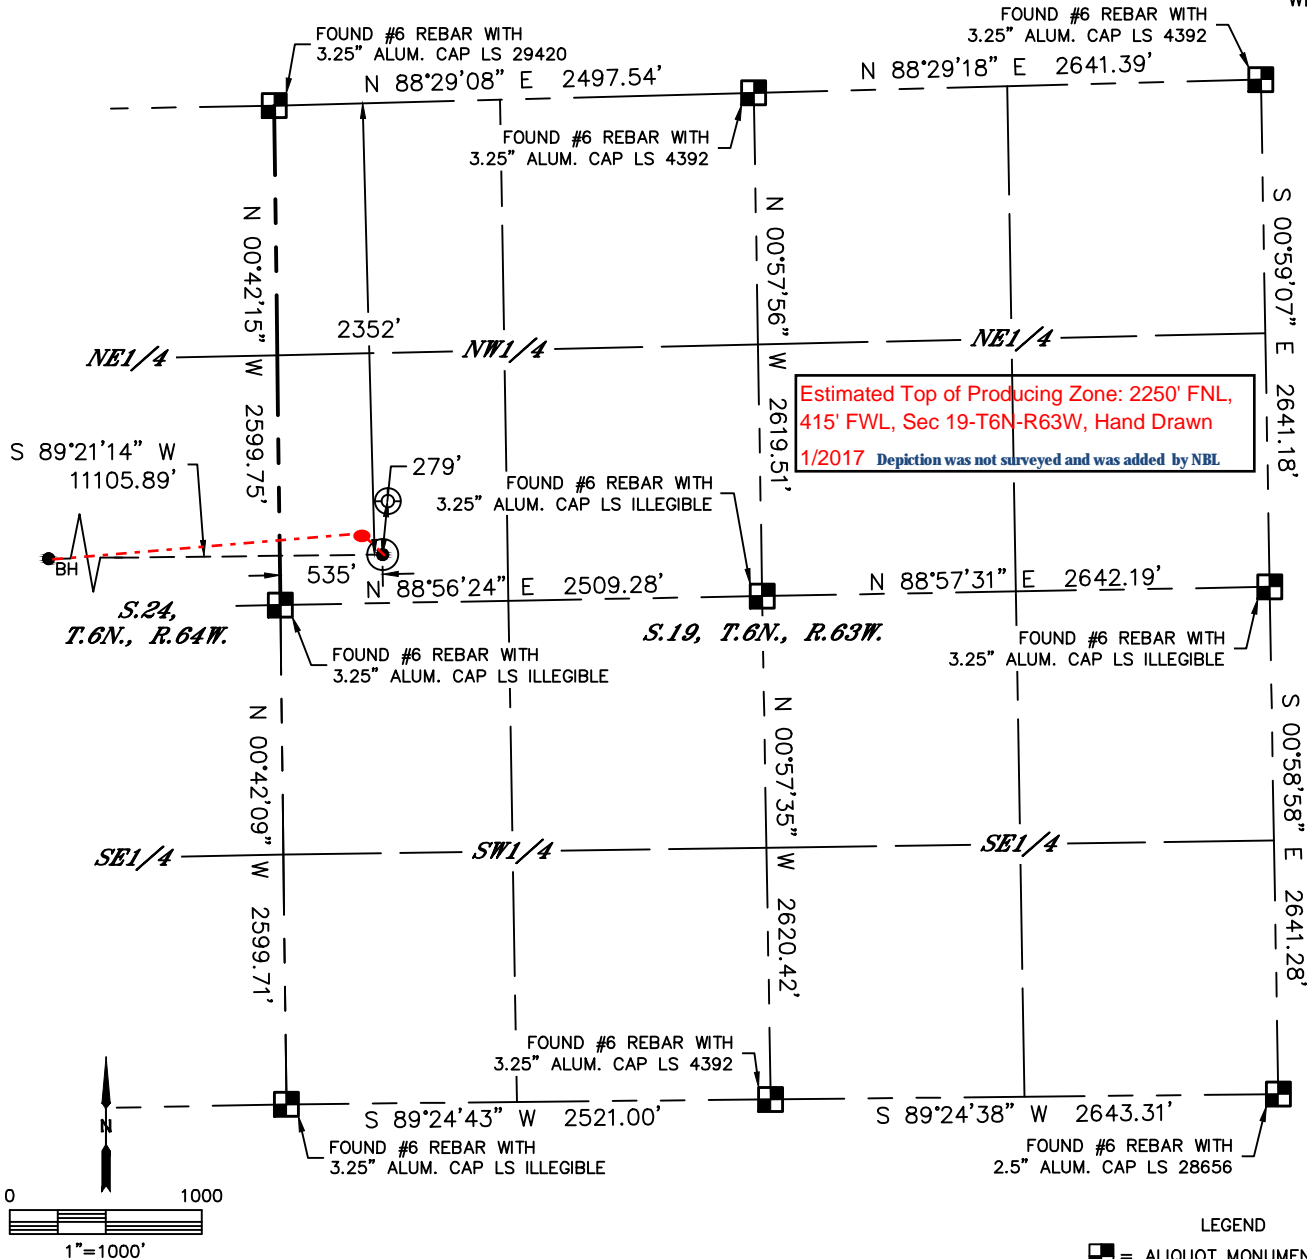 WE
FOUND #6 REBAR WITH
3.25" ALUM. CAP LS 4392
FOUND #6 REBAR WITH
3.25" ALUM. CAP LS 29420
N 88°29'08" E 2497.54'
N 88°29'18" E 2641.39'
FOUND #6 REBAR WITH
3.25" ALUM. CAP LS 4392
N 00°42'15" W 2599.75'
N 00°57'56" W 2619.51'
S 00°59'07" E 2641.18'
2352'
NE1/4
NW1/4
NE1/4
Estimated Top of Producing Zone: 2250' FNL,
415' FWL, Sec 19-T6N-R63W, Hand Drawn
1/2017 Depiction was not surveyed and was added by NBL
S 89°21'14" W
11105.89'
279'
FOUND #6 REBAR WITH
3.25" ALUM. CAP LS ILLEGIBLE
BH
535'
N 88°56'24" E 2509.28'
N 88°57'31" E 2642.19'
S.24,
T.6N., R.64W.
S.19, T.6N., R.63W.
FOUND #6 REBAR WITH
3.25" ALUM. CAP LS ILLEGIBLE
FOUND #6 REBAR WITH
3.25" ALUM. CAP LS ILLEGIBLE
N 00°42'09" W 2599.71'
N 00°57'35" W 2620.42'
S 00°58'58" E 2641.28'
SE1/4
SW1/4
SE1/4
FOUND #6 REBAR WITH
3.25" ALUM. CAP LS 4392
S 89°24'43" W 2521.00'
S 89°24'38" W 2643.31'
N
FOUND #6 REBAR WITH
3.25" ALUM. CAP LS ILLEGIBLE
FOUND #6 REBAR WITH
2.5" ALUM. CAP LS 28656
0 1000
1"=1000'
LEGEND
= ALIQUOT MONUMEN